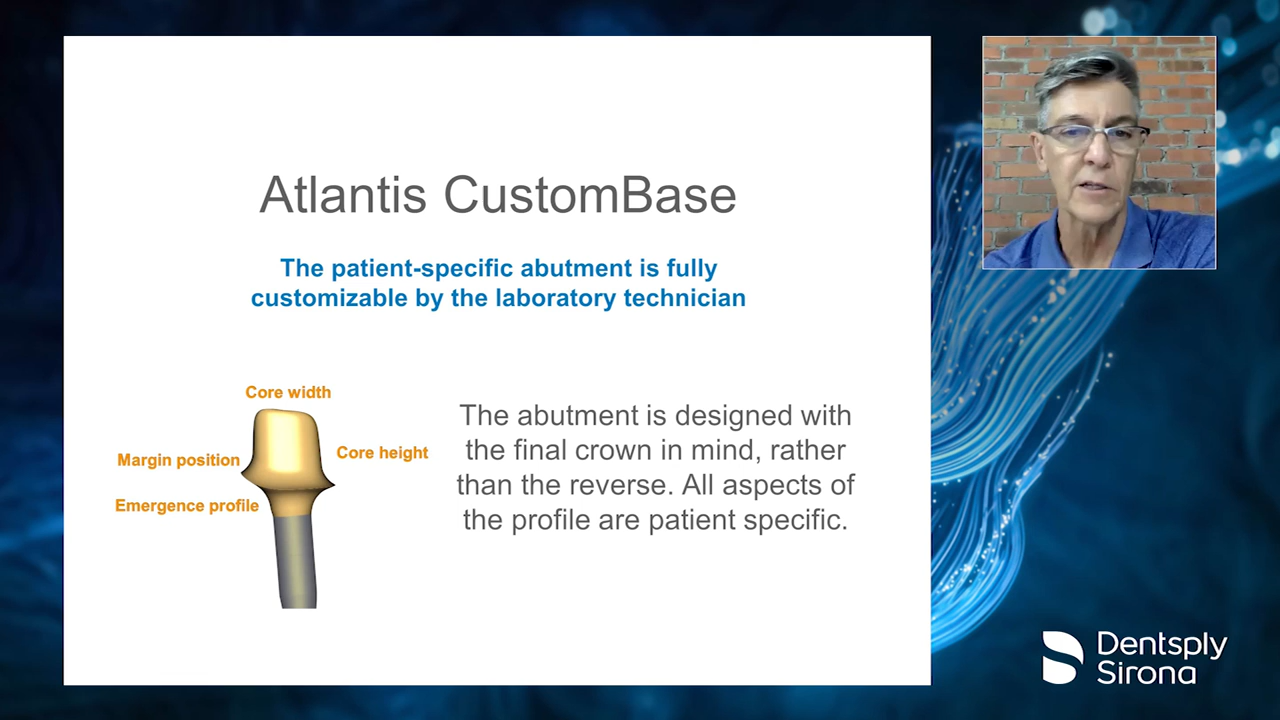 Atlantis CustomBase
The patient-specific abutment is fully
customizable by the laboratory technician
Core width
Margin position
Core height
Emergence profile
The abutment is designed with
the final crown in mind, rather
than the reverse. All aspects of
the profile are patient specific.
Dentsply
Sirona